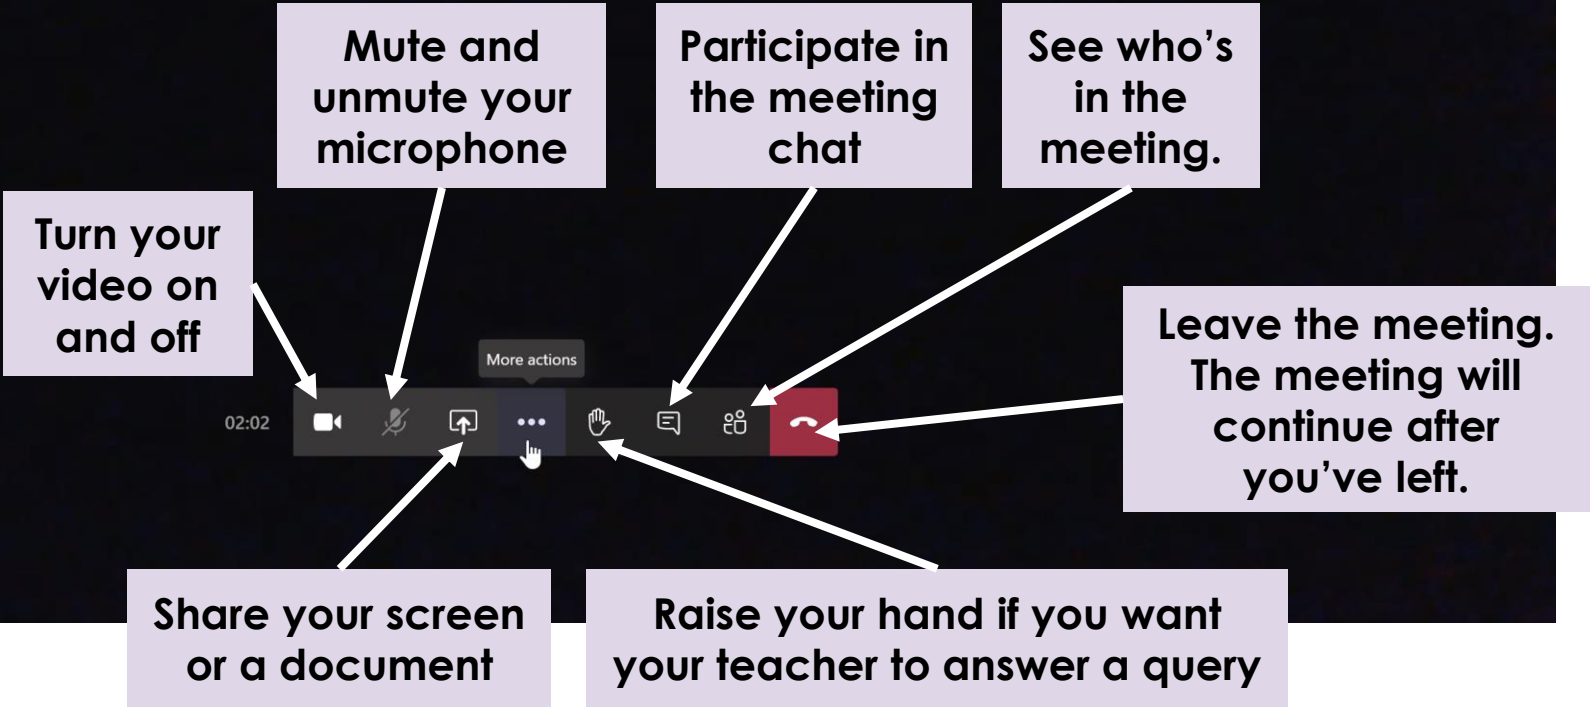 Mute and
unmute your
microphone
Participate in
the meeting
chat
See who’s
in the
meeting.
Turn your
video on
and off
Leave the meeting.
The meeting will
continue after
you’ve left.
More actions
02:02
Share your screen
or a document
Raise your hand if you want
your teacher to answer a query